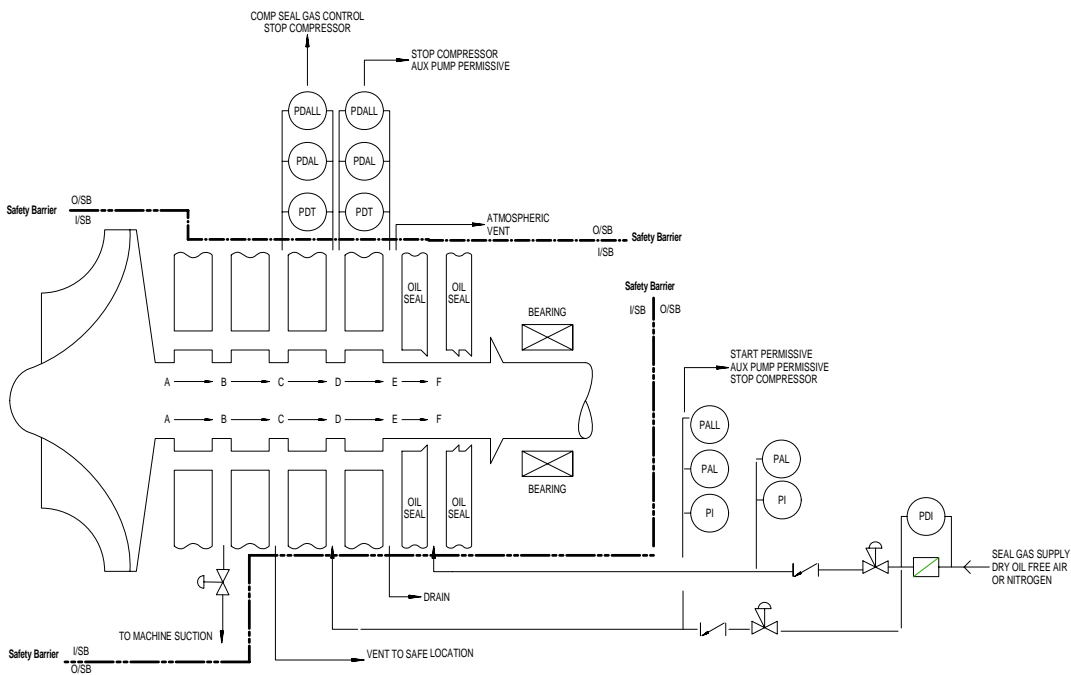 COMP SEAL GAS CONTROL
STOP COMPRESSOR
STOP COMPRESSOR
AUX PUMP PERMISSIVE
PDALL
PDALL
PDAL
PDAL
PDT
PDT
Safety Barrier
O/SB
I/SB
ATMOSPHERIC
VENT
O/SB
I/SB
Safety Barrier
OIL
SEAL
OIL
SEAL
Safety Barrier
I/SB
O/SB
BEARING
START PERMISSIVE
AUX PUMP PERMISSIVE
STOP COMPRESSOR
A
B
C
D
E
F
A
B
C
D
E
F
PALL
PAL
PI
PAL
PI
BEARING
OIL
SEAL
OIL
SEAL
PDI
SEAL GAS SUPPLY
DRY OIL FREE AIR
OR NITROGEN
DRAIN
TO MACHINE SUCTION
VENT TO SAFE LOCATION
Safety Barrier
I/SB
O/SB